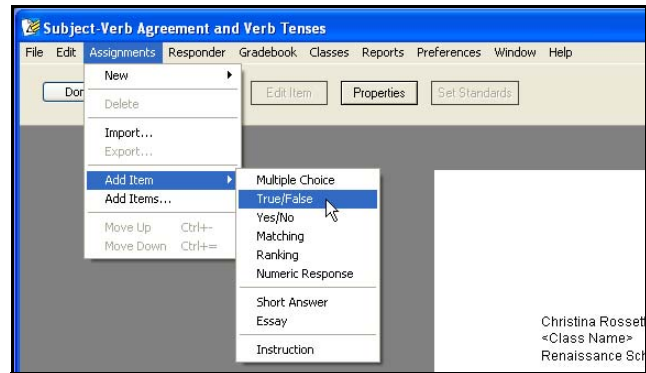 Subject-Verb Agreement and Verb Tenses
File Edit Assignments Responder Gradebook Classes Reports Preferences Window Help
Edit Item Properties Set Standards
New
Delete
Import...
Export...
Add Item
Add Items...
Move Up Ctrl+-
Move Down Ctrl+=
Multiple Choice
True/False
Yes/No
Matching
Ranking
Numeric Response
Short Answer
Essay
Instruction
<Class Name>
Renaissance